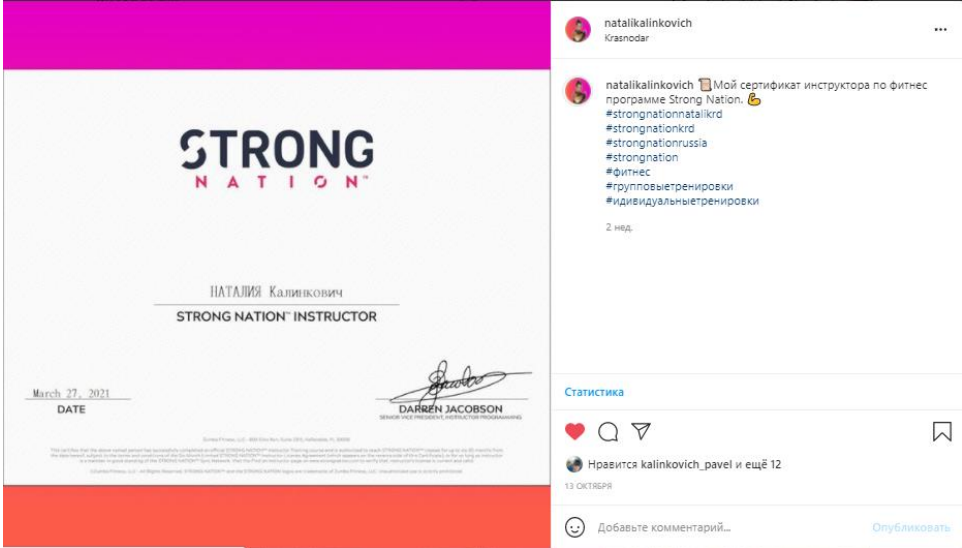 STRONG
NATION™
НАТАЛИЯ Калинкович
STRONG NATION™ INSTRUCTOR
March 27, 2021
DATE
DARREN JACOBSON
SENIOR VICE PRESIDENT, INSTRUCTOR PROGRAMMING
natalikalinkovich
Krasnodar
natalikalinkovich 📜Мой сертификат инструктора по фитнес
программе Strong Nation. 💪
#strongnationnatalikrd
#strongnationkrd
#strongnationrussia
#strongnation
#фитнес
#групповыетренировки
#идивидуальныетренировки
2 нед.
Статистика
Нравится kalinkovich_pavel и ещё 12
13 ОКТЯБРЯ
Добавьте комментарий...
Опубликовать